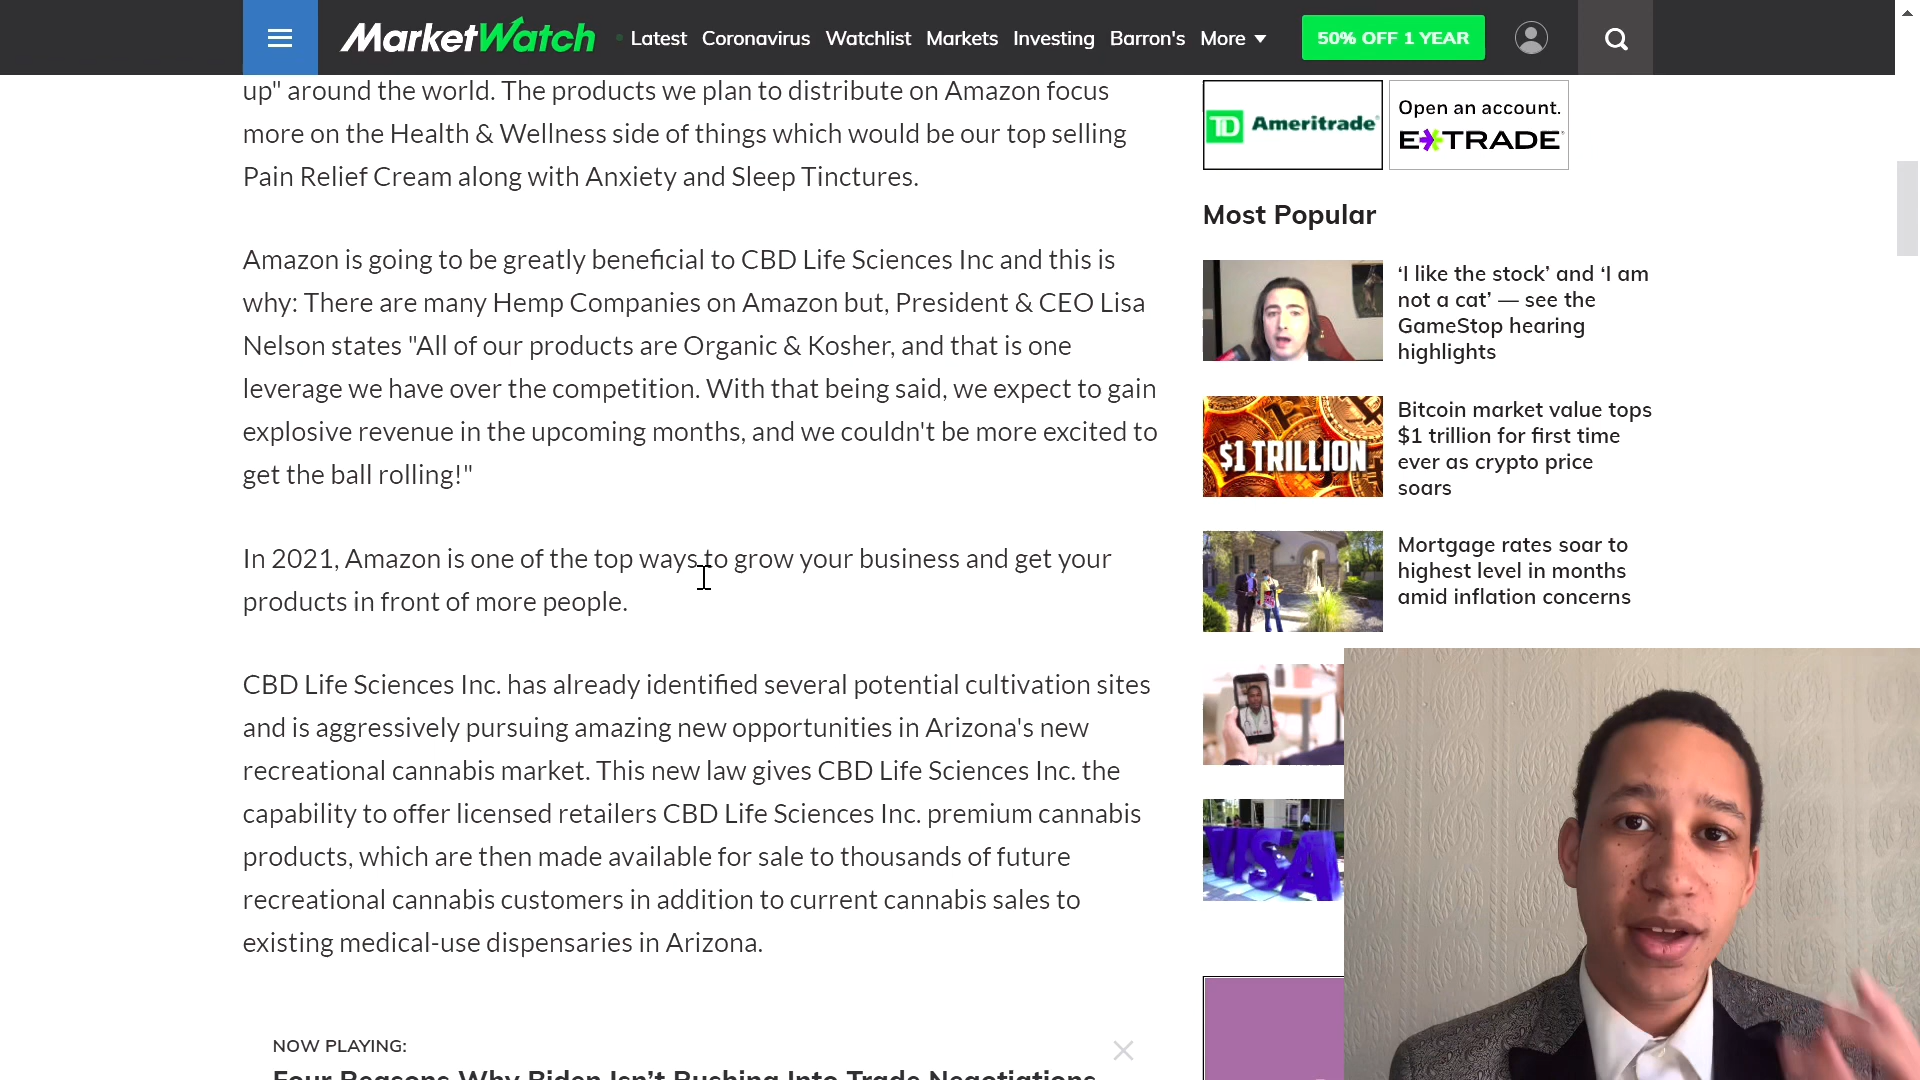 MarketWatch
Latest Coronavirus Watchlist Markets Investing Barron's More
50% OFF 1 YEAR
up" around the world. The products we plan to distribute on Amazon focus
more on the Health & Wellness side of things which would be our top selling
Pain Relief Cream along with Anxiety and Sleep Tinctures.
Amazon is going to be greatly beneficial to CBD Life Sciences Inc and this is
why: There are many Hemp Companies on Amazon but, President & CEO Lisa
Nelson states "All of our products are Organic & Kosher, and that is one
leverage we have over the competition. With that being said, we expect to gain
explosive revenue in the upcoming months, and we couldn't be more excited to
get the ball rolling!"
In 2021, Amazon is one of the top ways to grow your business and get your
products in front of more people.
CBD Life Sciences Inc. has already identified several potential cultivation sites
and is aggressively pursuing amazing new opportunities in Arizona's new
recreational cannabis market. This new law gives CBD Life Sciences Inc. the
capability to offer licensed retailers CBD Life Sciences Inc. premium cannabis
products, which are then made available for sale to thousands of future
recreational cannabis customers in addition to current cannabis sales to
existing medical-use dispensaries in Arizona.
NOW PLAYING:
Four Reasons Why Biden Isn't Rushing Into Trade Negotiations
TD Ameritrade
Open an account.
E*TRADE
Most Popular
‘I like the stock’ and ‘I am
not a cat’ — see the
GameStop hearing
highlights
$1 TRILLION
Bitcoin market value tops
$1 trillion for first time
ever as crypto price
soars
Mortgage rates soar to
highest level in months
amid inflation concerns
VISA